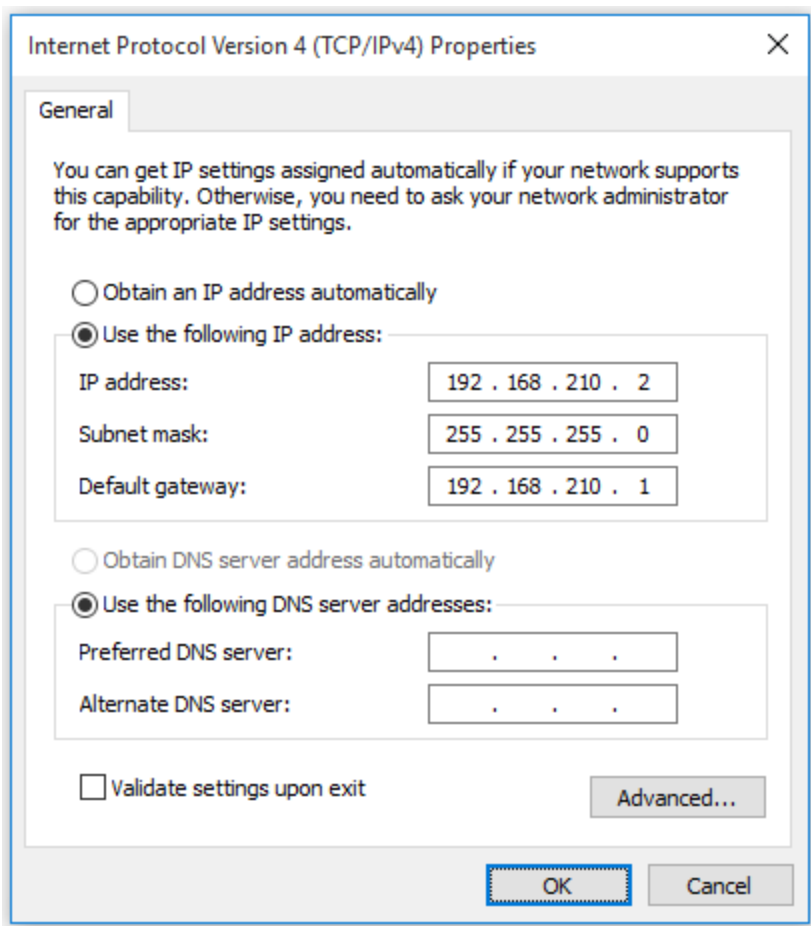 Internet Protocol Version 4 (TCP/IPv4) Properties
General
You can get IP settings assigned automatically if your network supports
this capability. Otherwise, you need to ask your network administrator
for the appropriate IP settings.
Obtain an IP address automatically
Use the following IP address:
IP address: 192 . 168 . 210 . 2
Subnet mask: 255 . 255 . 255 . 0
Default gateway: 192 . 168 . 210 . 1
Obtain DNS server address automatically
Use the following DNS server addresses:
Preferred DNS server: . . .
Alternate DNS server: . . .
Validate settings upon exit
Advanced...
OK Cancel